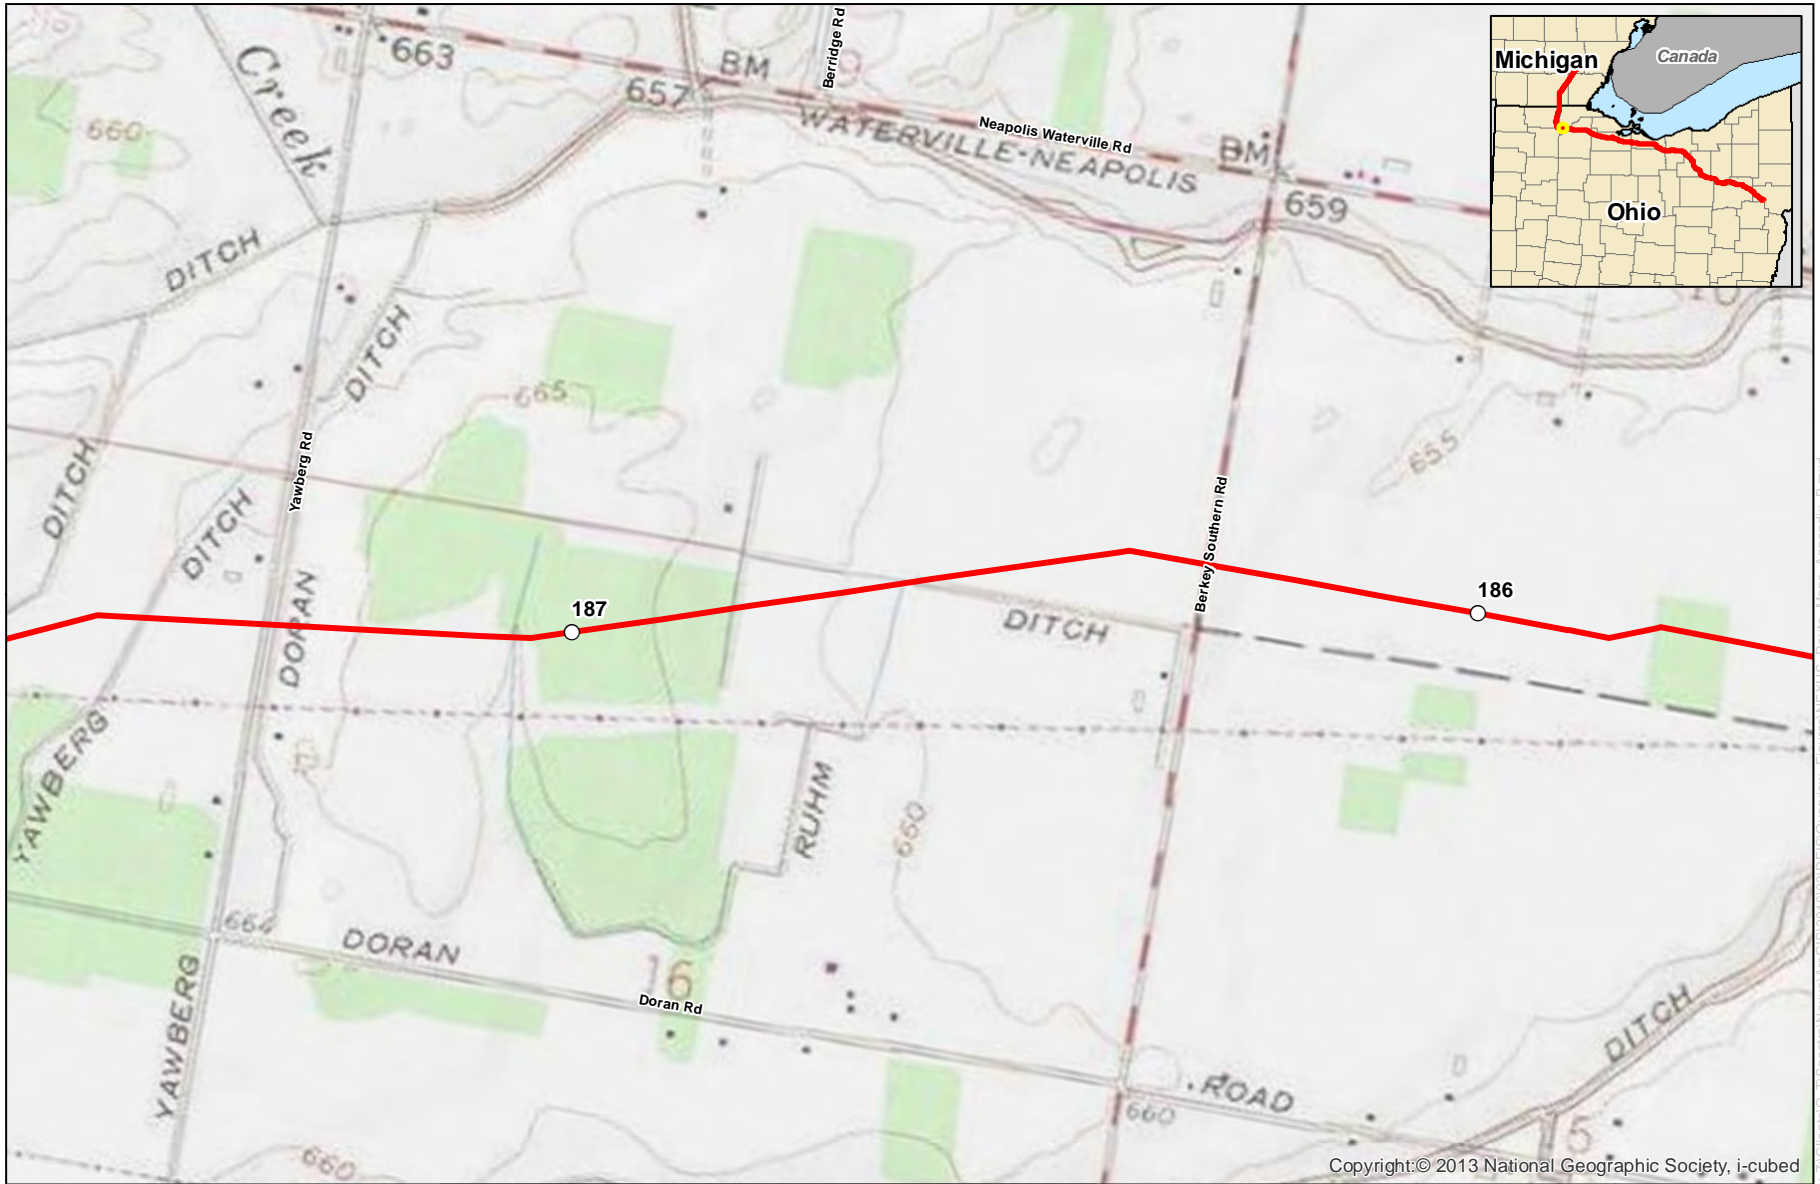 Creek
663
BM
Berridge Rd
657
WATERVILLE-NEAPOLIS
Neapolis Waterville Rd
BM
659
Michigan
Canada
Ohio
660
DITCH
DITCH
665
655
DITCH
DITCH
Yawberg Rd
Berkey Southern Rd
DORAN
187
186
DITCH
YAWBERG
RUHM
660
664
DORAN
16
Doran Rd
YAWBERG
DITCH
ROAD
660
660
5
Copyright:© 2013 National Geographic Society, i-cubed